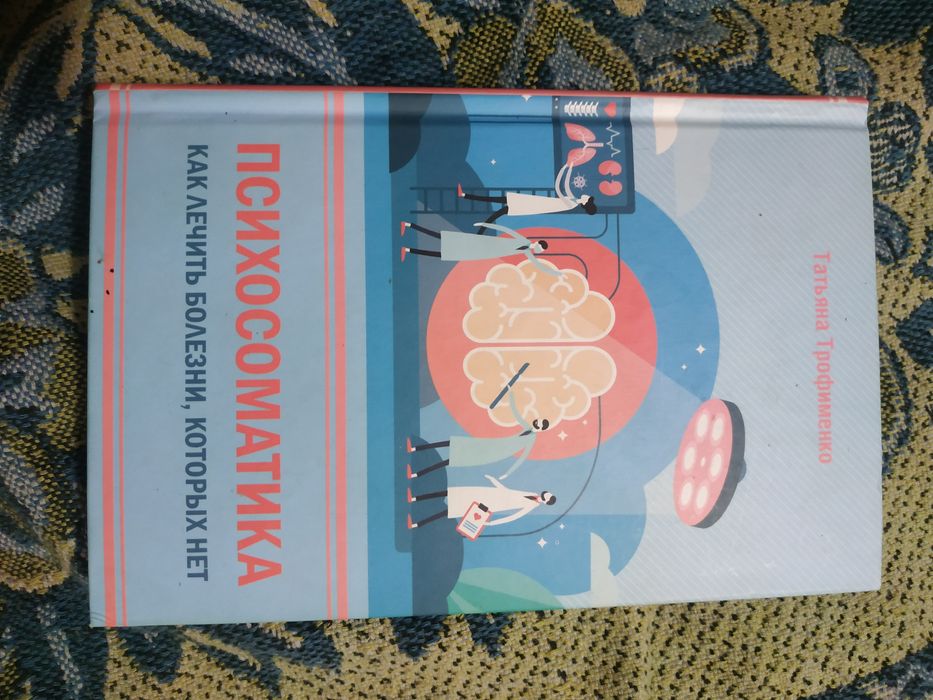 Татьяна Трофименко
ПСИХОСОМАТИКА
КАК ЛЕЧИТЬ БОЛЕЗНИ, КОТОРЫХ НЕТ